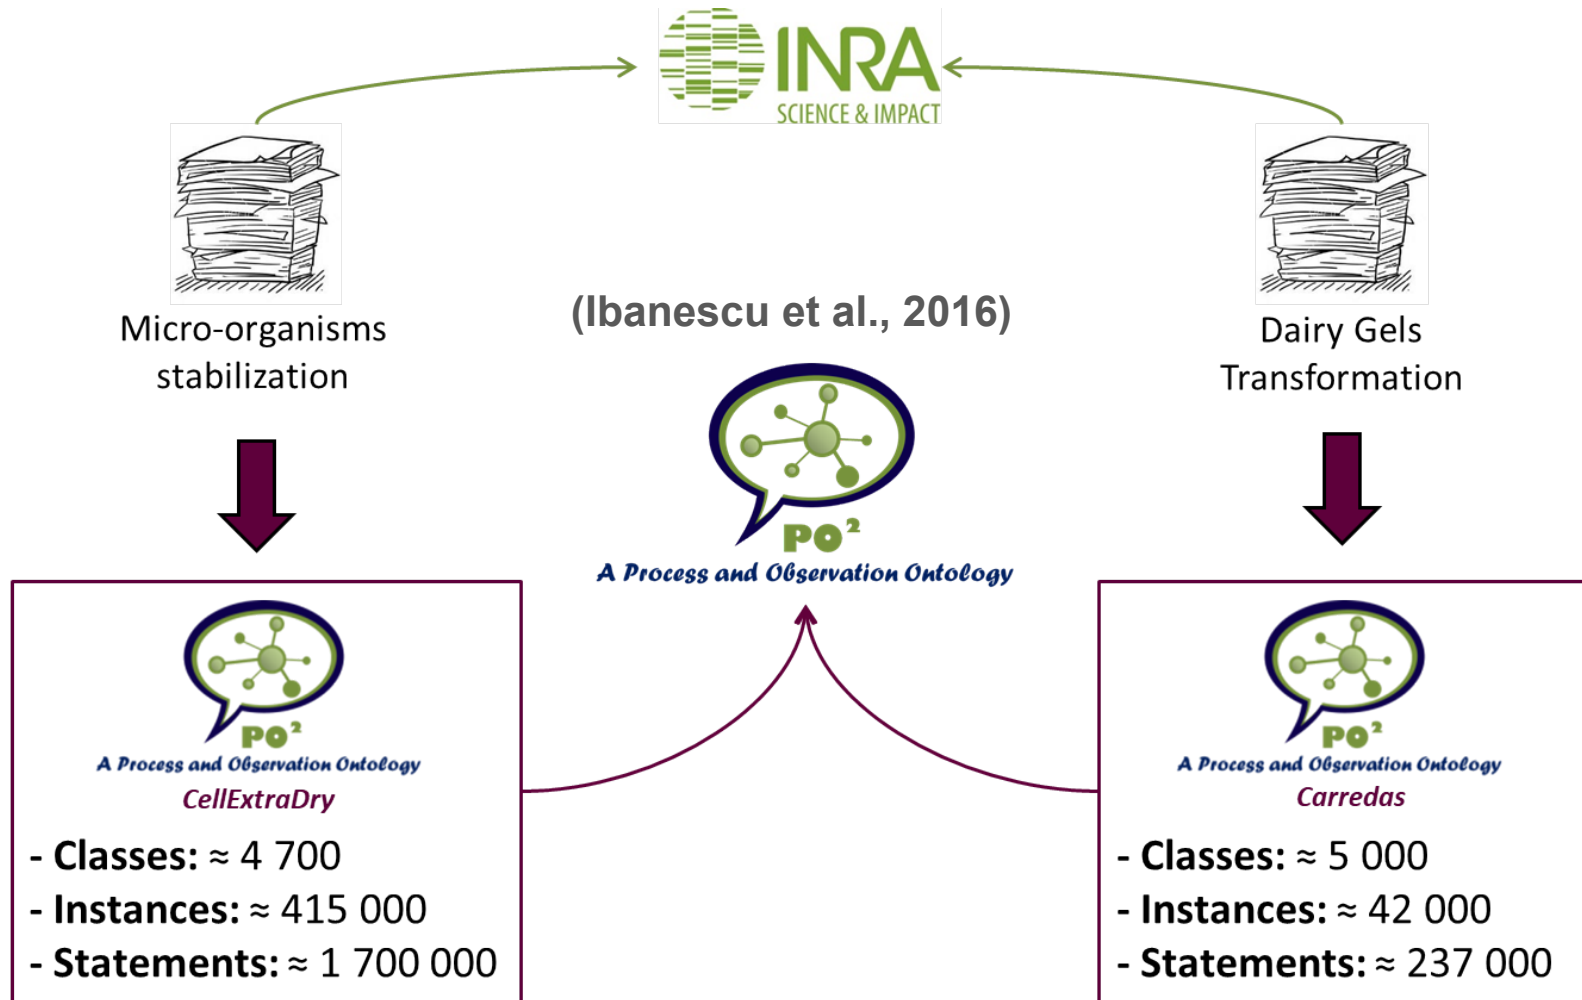 INRA
SCIENCE & IMPACT
Micro-organisms
stabilization
(Ibanescu et al., 2016)
Dairy Gels
Transformation
PO²
A Process and Observation Ontology
PO²
A Process and Observation Ontology
CellExtraDry
- Classes: ≈ 4 700
- Instances: ≈ 415 000
- Statements: ≈ 1 700 000
PO²
A Process and Observation Ontology
Carredas
- Classes: ≈ 5 000
- Instances: ≈ 42 000
- Statements: ≈ 237 000